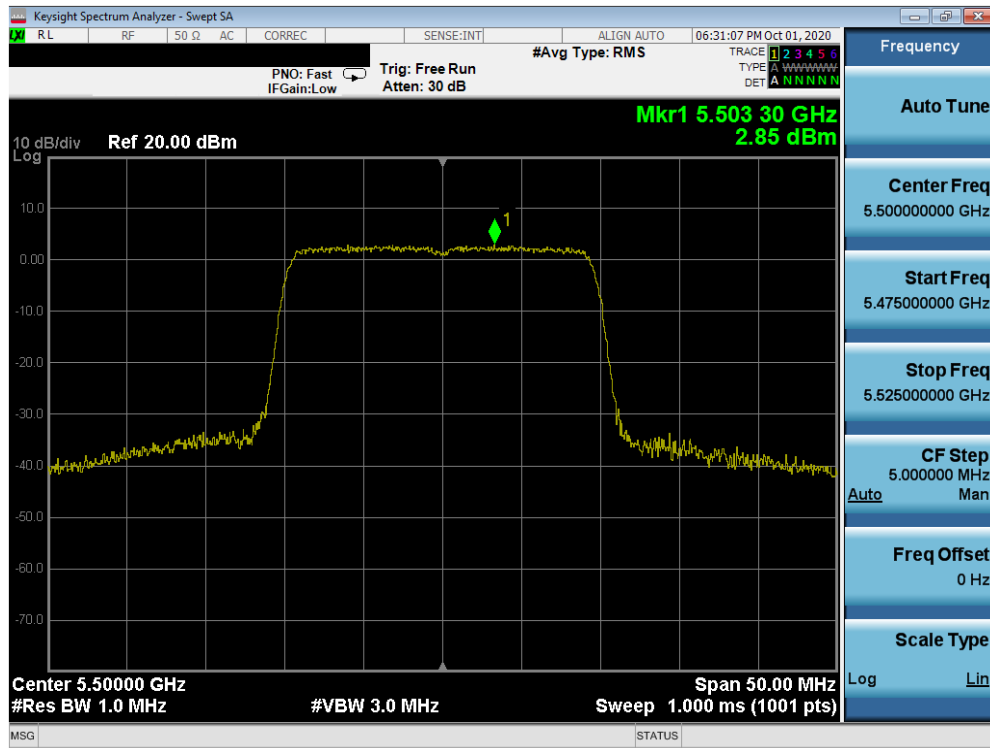 Keysight Spectrum Analyzer - Swept SA
LXI RL RF 50 Ω AC CORREC SENSE:INT ALIGN AUTO 06:31:07 PM Oct 01, 2020
#Avg Type: RMS
TRACE 1 2 3 4 5 6
PNO: Fast Trig: Free Run
TYPE A WWWWW
IFGain:Low Atten: 30 dB
DET A N N N N N
Mkr1 5.503 30 GHz
2.85 dBm
10 dB/div Ref 20.00 dBm
Log
10.0
1
0.00
-10.0
-20.0
-30.0
-40.0
-50.0
-60.0
-70.0
Center 5.50000 GHz Span 50.00 MHz
#Res BW 1.0 MHz #VBW 3.0 MHz Sweep 1.000 ms (1001 pts)
MSG STATUS
Frequency
Auto Tune
Center Freq
5.500000000 GHz
Start Freq
5.475000000 GHz
Stop Freq
5.525000000 GHz
CF Step
5.000000 MHz
Auto Man
Freq Offset
0 Hz
Scale Type
Log Lin